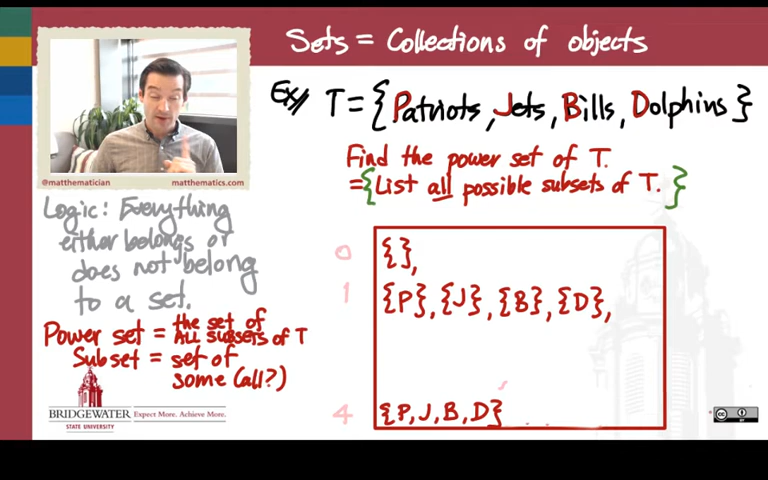 Sets = Collections of objects
Ex/ T = {Patriots, Jets, Bills, Dolphins}
Find the power set of T.
= {List all possible subsets of T.}
@matthematician matthematics.com
Logic: Everything
either belongs or
does not belong
to a set.
Power set = the set of
ALL subsets of T
Subset = set of
some (all?)
0 {},
1 {P}, {J}, {B}, {D},
4 {P, J, B, D}
BRIDGEWATER
STATE UNIVERSITY
Expect More. Achieve More.
cc
BY